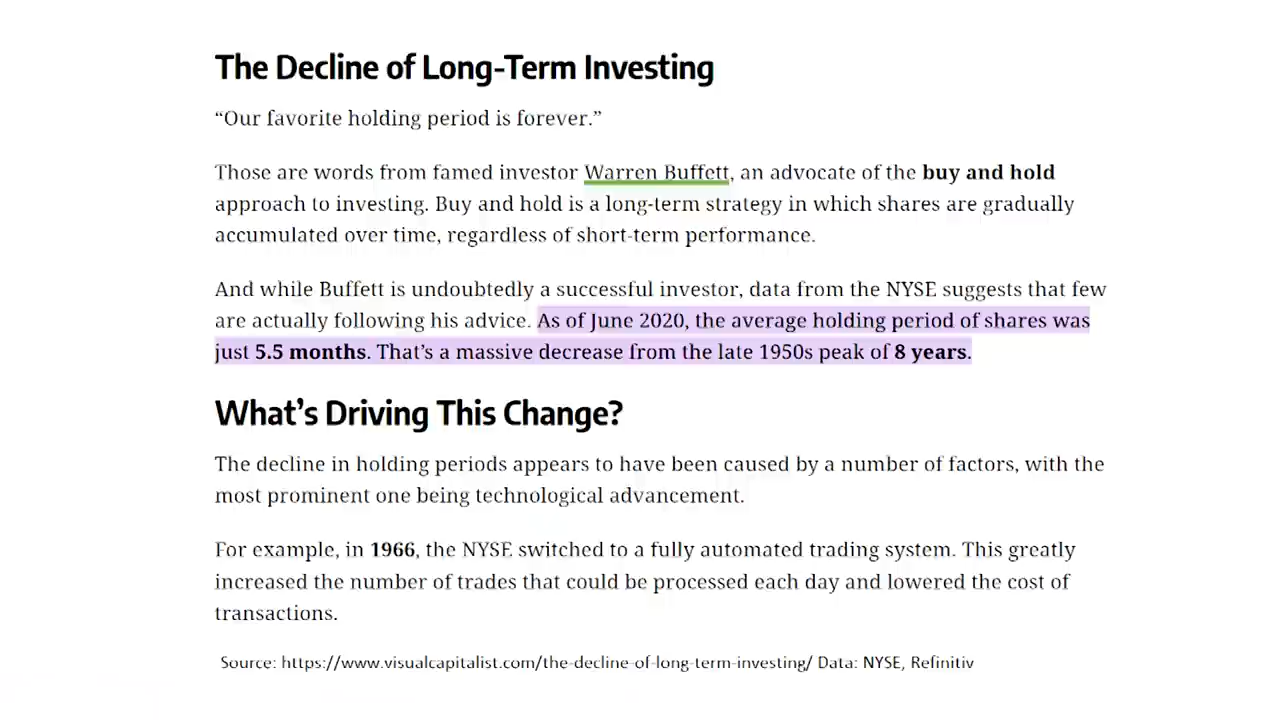 The Decline of Long-Term Investing
“Our favorite holding period is forever.”
Those are words from famed investor Warren Buffett, an advocate of the buy and hold
approach to investing. Buy and hold is a long-term strategy in which shares are gradually
accumulated over time, regardless of short-term performance.
And while Buffett is undoubtedly a successful investor, data from the NYSE suggests that few
are actually following his advice. As of June 2020, the average holding period of shares was
just 5.5 months. That’s a massive decrease from the late 1950s peak of 8 years.
What’s Driving This Change?
The decline in holding periods appears to have been caused by a number of factors, with the
most prominent one being technological advancement.
For example, in 1966, the NYSE switched to a fully automated trading system. This greatly
increased the number of trades that could be processed each day and lowered the cost of
transactions.
Source: https://www.visualcapitalist.com/the-decline-of-long-term-investing/ Data: NYSE, Refinitiv